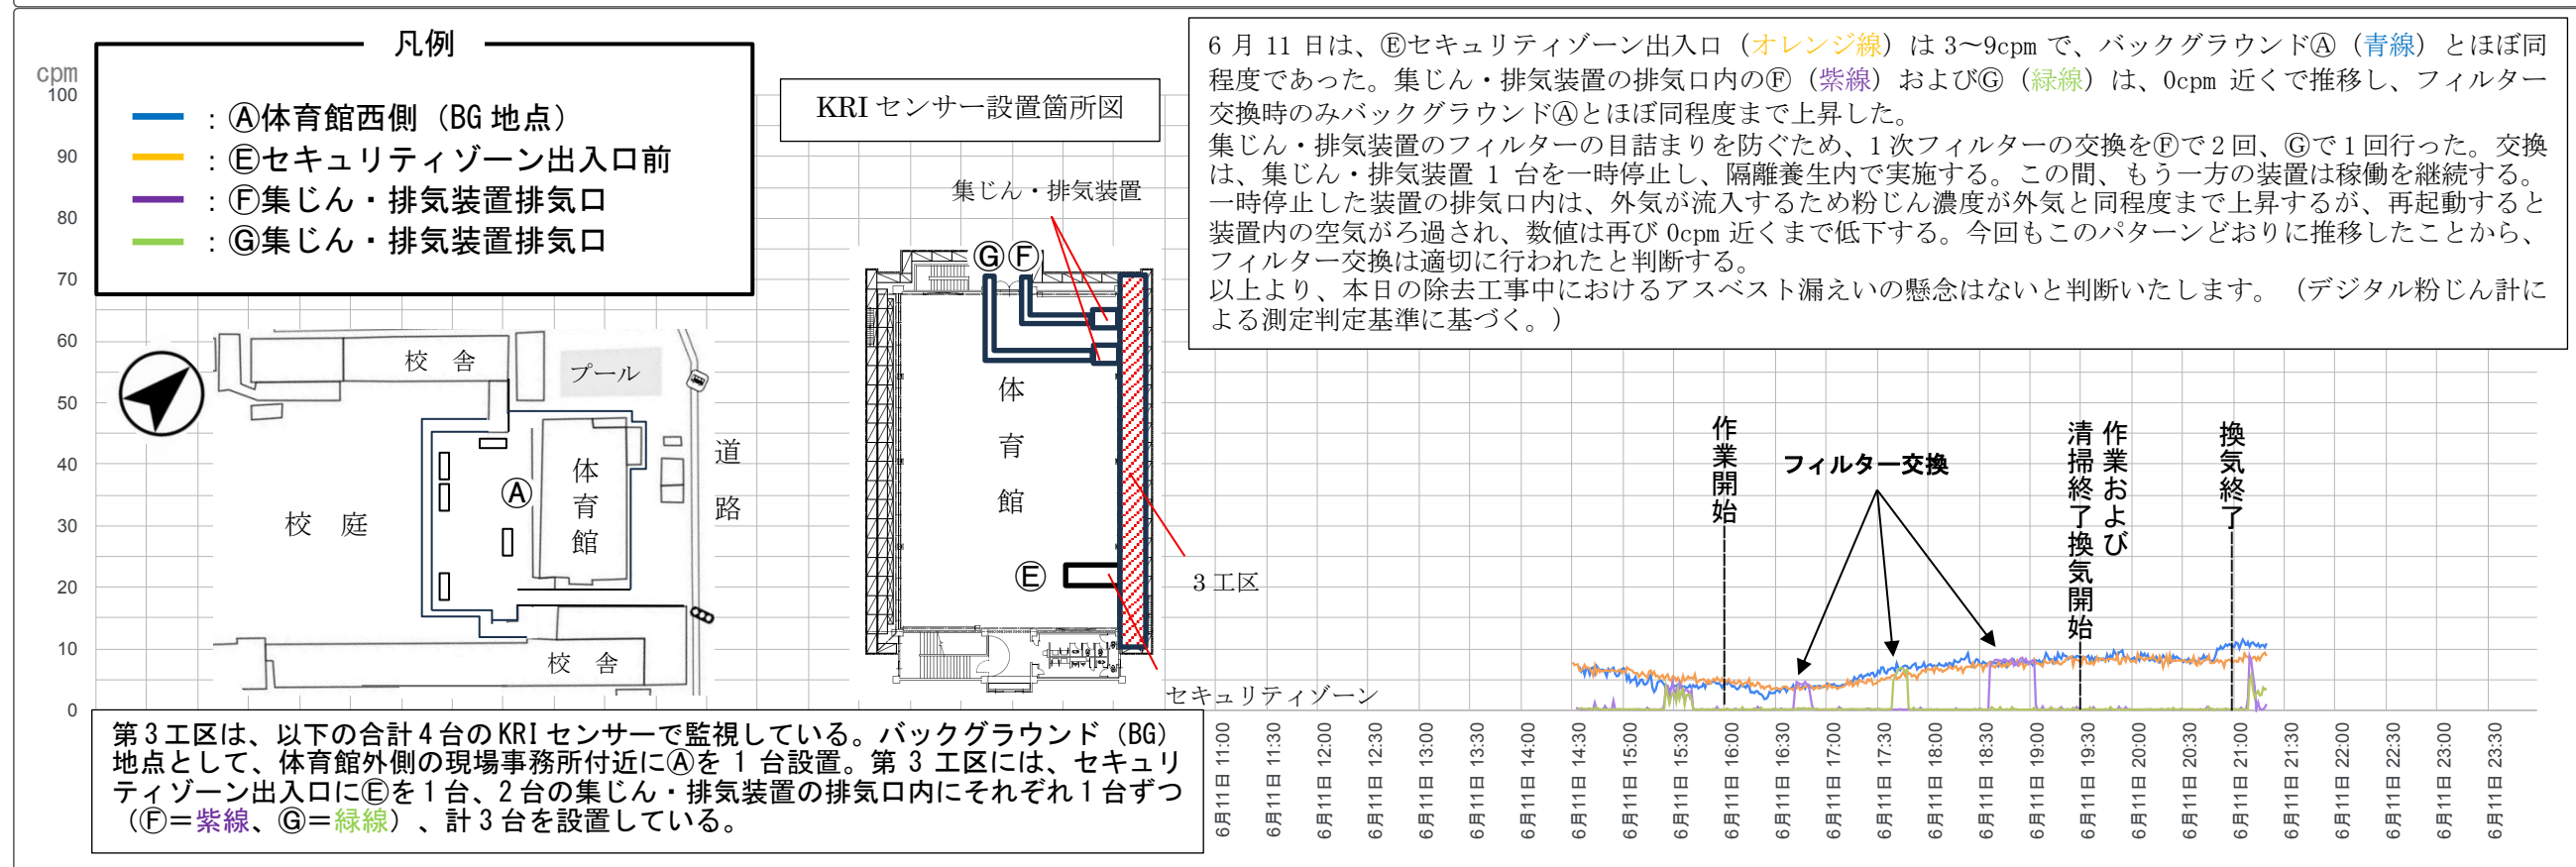 凡例
：Ⓐ体育館西側（BG 地点）
：Ⓔセキュリティゾーン出入口前
：Ⓕ集じん・排気装置排気口
：Ⓖ集じん・排気装置排気口
KRI センサー設置箇所図
6 月 11 日は、Ⓔセキュリティゾーン出入口（オレンジ線）は 3～9cpm で、バックグラウンドⒶ（青線）とほぼ同
程度であった。集じん・排気装置の排気口内のⒻ（紫線）およびⒼ（緑線）は、0cpm 近くで推移し、フィルター
交換時のみバックグラウンドⒶとほぼ同程度まで上昇した。
集じん・排気装置のフィルターの目詰まりを防ぐため、1 次フィルターの交換をⒻで 2 回、Ⓖで 1 回行った。交換
は、集じん・排気装置 1 台を一時停止し、隔離養生内で実施する。この間、もう一方の装置は稼働を継続する。
一時停止した装置の排気口内は、外気が流入するため粉じん濃度が外気と同程度まで上昇するが、再起動すると
装置内の空気がろ過され、数値は再び 0cpm 近くまで低下する。今回もこのパターンどおりに推移したことから、
フィルター交換は適切に行われたと判断する。
以上より、本日の除去工事中におけるアスベスト漏えいの懸念はないと判断いたします。（デジタル粉じん計に
よる測定判定基準に基づく。）
cpm
100
90
80
70
60
50
40
30
20
10
0
校 舎
プール
Ⓐ
体育館
校 庭
道路
校 舎
集じん・排気装置
Ⓖ Ⓕ
体育館
Ⓔ
3 工区
セキュリティゾーン
作業開始
フィルター交換
作業および
清掃終了換気開始
換気終了
第 3 工区は、以下の合計 4 台の KRI センサーで監視している。バックグラウンド（BG）
地点として、体育館外側の現場事務所付近にⒶを 1 台設置。第 3 工区には、セキュリ
ティゾーン出入口にⒺを 1 台、2 台の集じん・排気装置の排気口内にそれぞれ 1 台ずつ
（Ⓕ＝紫線、Ⓖ＝緑線）、計 3 台を設置している。
6月11日 11:00
6月11日 11:30
6月11日 12:00
6月11日 12:30
6月11日 13:00
6月11日 13:30
6月11日 14:00
6月11日 14:30
6月11日 15:00
6月11日 15:30
6月11日 16:00
6月11日 16:30
6月11日 17:00
6月11日 17:30
6月11日 18:00
6月11日 18:30
6月11日 19:00
6月11日 19:30
6月11日 20:00
6月11日 20:30
6月11日 21:00
6月11日 21:30
6月11日 22:00
6月11日 22:30
6月11日 23:00
6月11日 23:30